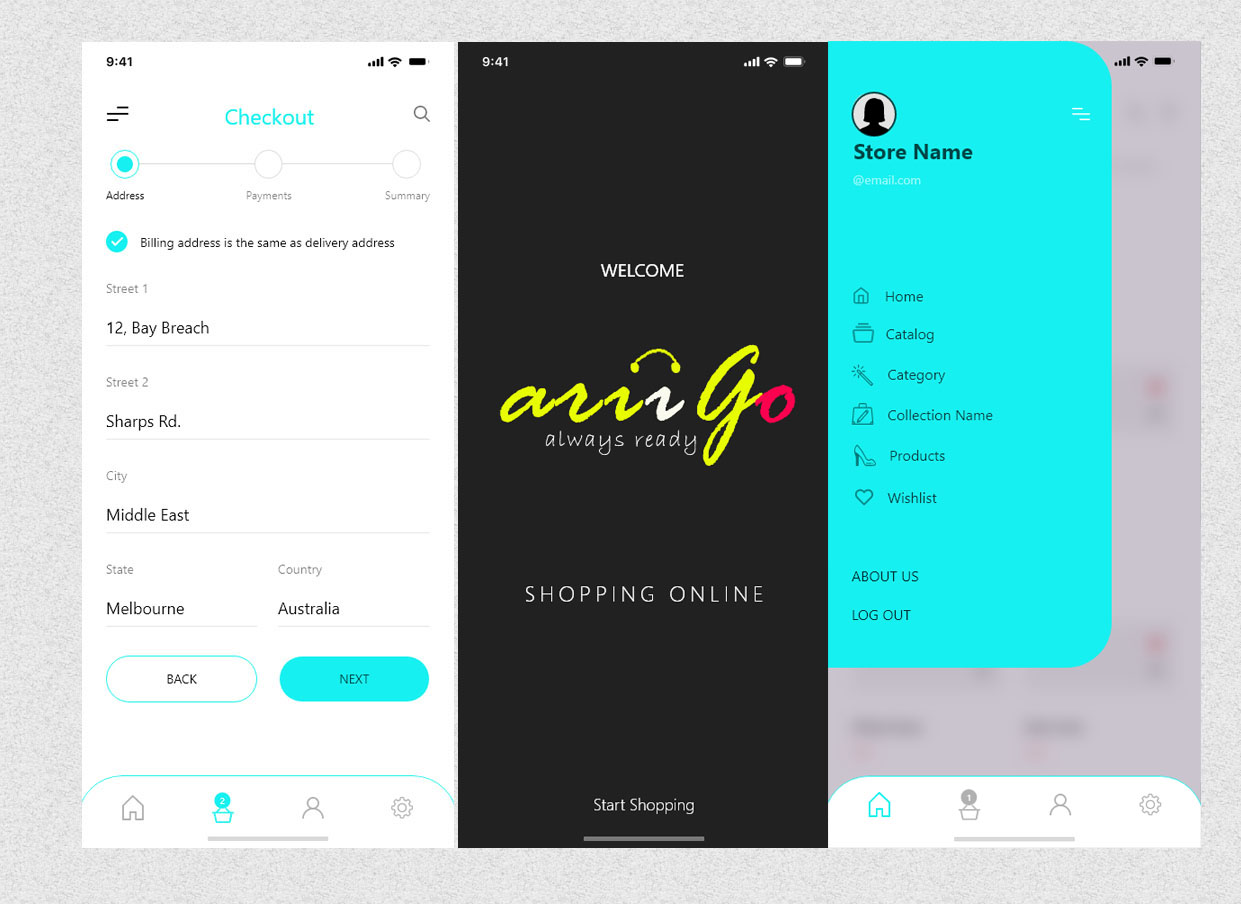 9:41
Checkout
Address Payments Summary
Billing address is the same as delivery address
Street 1
12, Bay Breach
Street 2
Sharps Rd.
City
Middle East
State Country
Melbourne Australia
BACK NEXT
2
9:41
WELCOME
ariiGo
always ready
SHOPPING ONLINE
Start Shopping
Store Name
@email.com
Home
Catalog
Category
Collection Name
Products
Wishlist
ABOUT US
LOG OUT
1